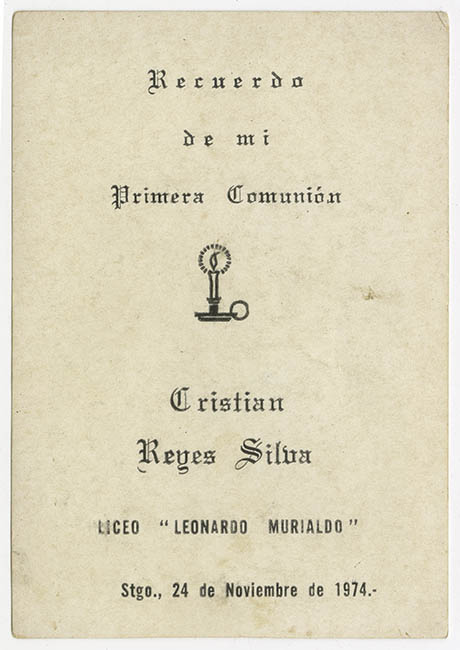 Recuerdo
de mi
Primera Comunión
Cristian
Reyes Silva
LICEO "LEONARDO MURIALDO"
Stgo., 24 de Noviembre de 1974.-